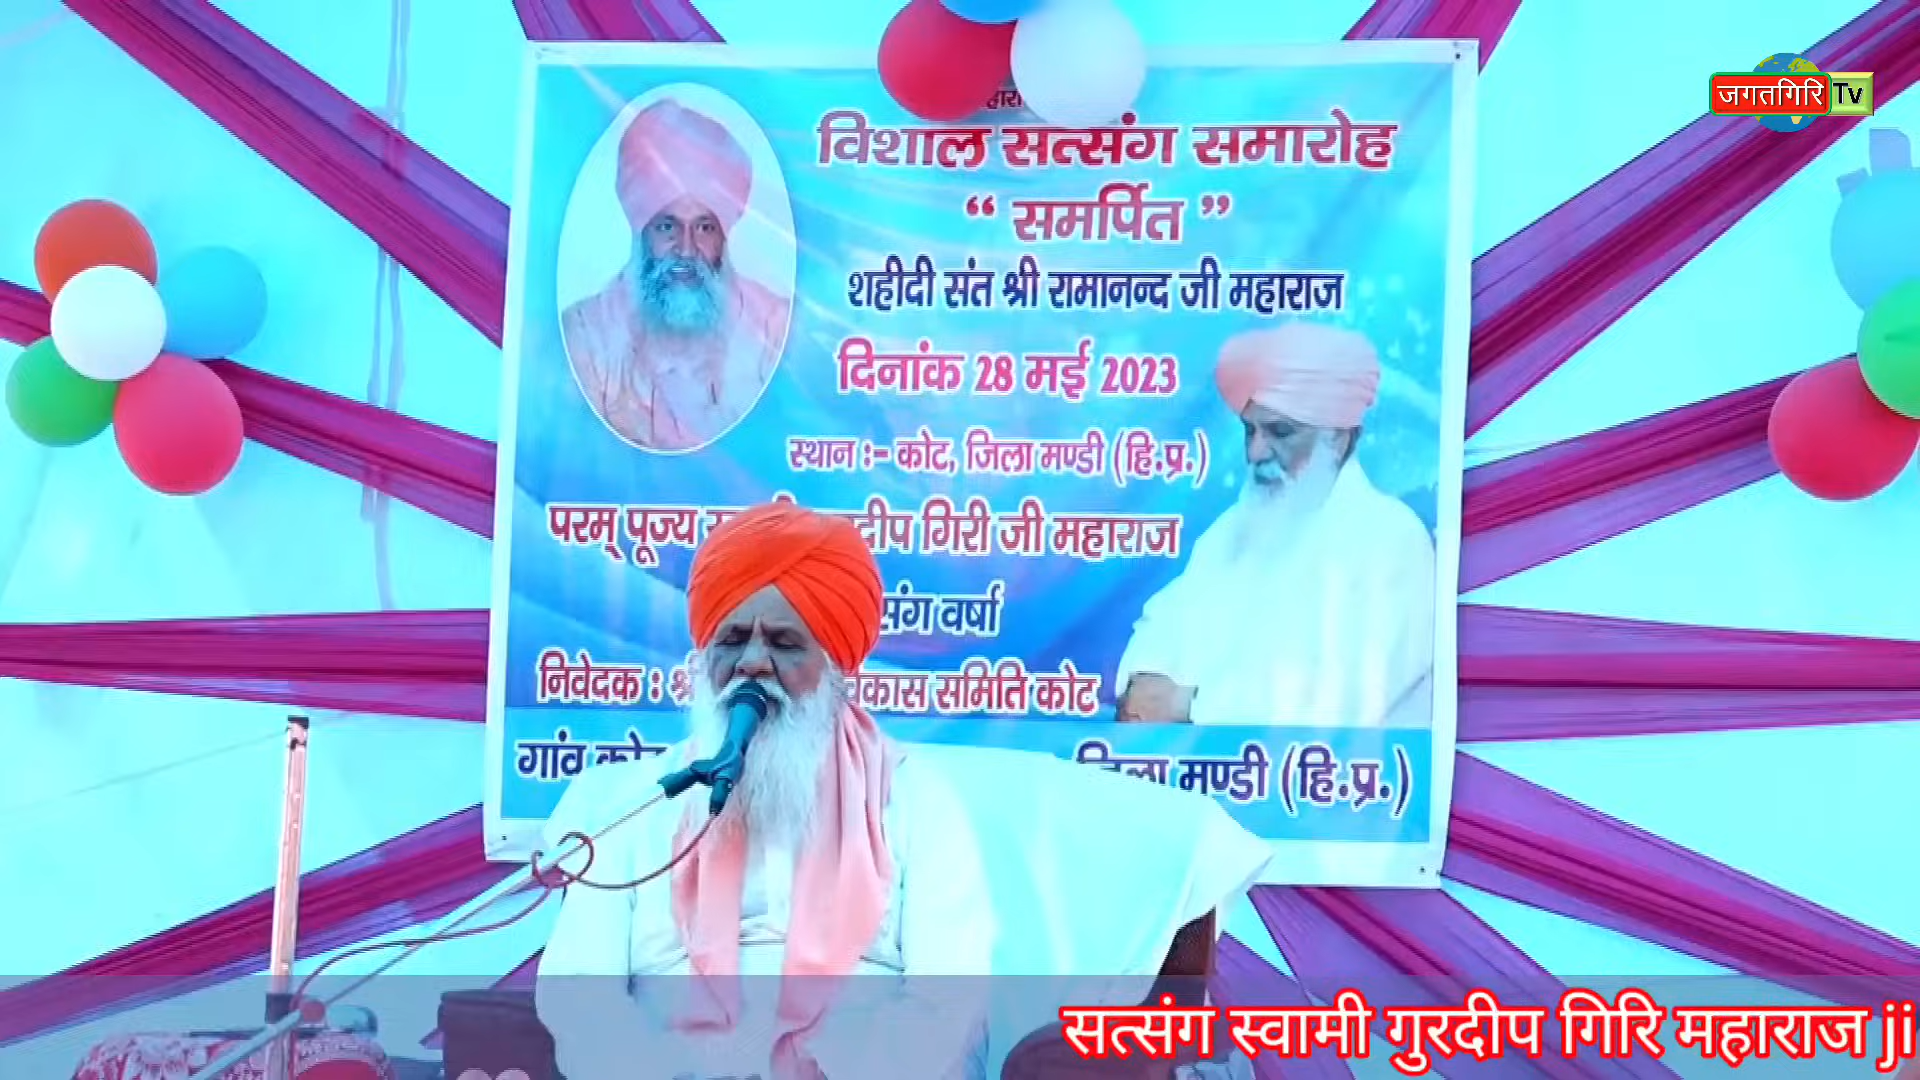 जगतगिरि Tv
विशाल सत्संग समारोह
“ समर्पित ”
शहीदी संत श्री रामानन्द जी महाराज
दिनांक 28 मई 2023
स्थान :- कोट, जिला मण्डी (हि.प्र.)
परम् पूज्य गिरी जी महाराज
वर्षा
निवेदक : समिति कोट
गांव मण्डी (हि.प्र.)
सत्संग स्वामी गुरदीप गिरि महाराज ji